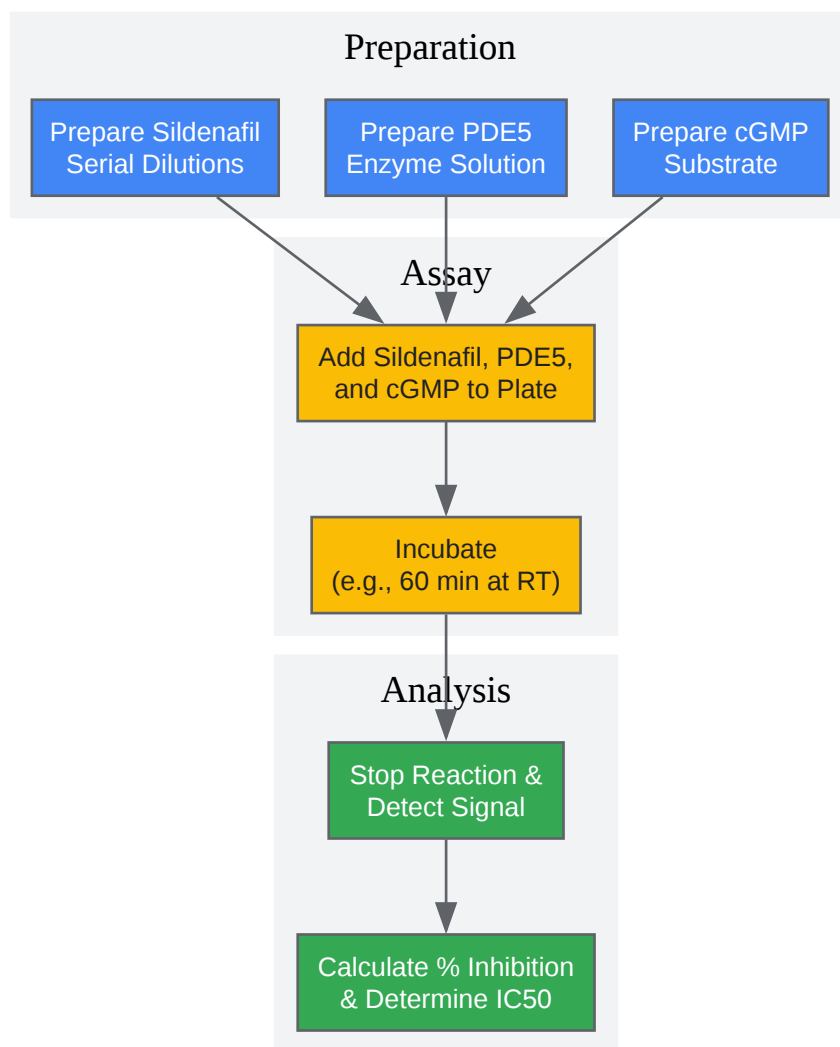 Preparation
Prepare Sildenafil
Serial Dilutions
Prepare PDE5
Enzyme Solution
Prepare cGMP
Substrate
Assay
Add Sildenafil, PDE5,
and cGMP to Plate
Incubate
(e.g., 60 min at RT)
Analysis
Stop Reaction &
Detect Signal
Calculate % Inhibition
& Determine IC50